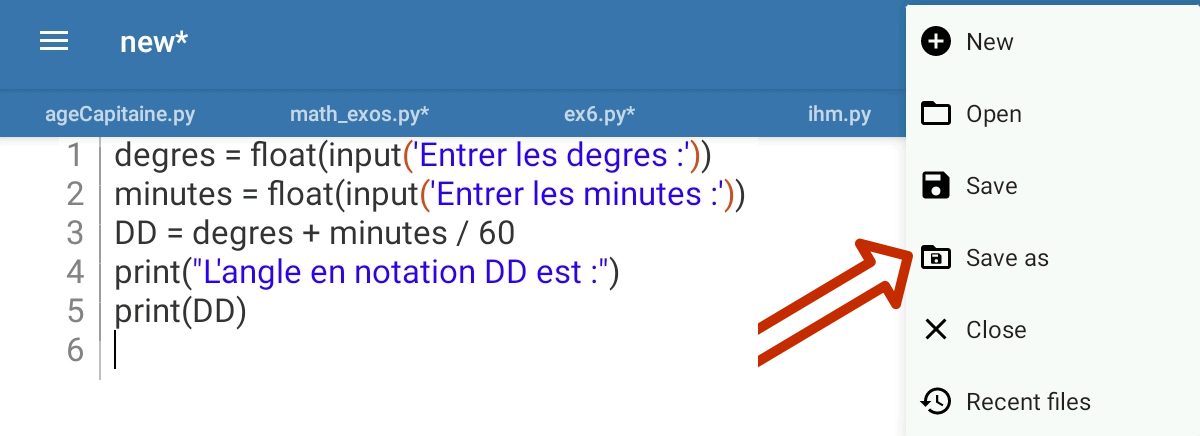 new*
ageCapitaine.py math_exos.py* ex6.py* ihm.py
1 degres = float(input('Entrer les degres :'))
2 minutes = float(input('Entrer les minutes :'))
3 DD = degres + minutes / 60
4 print("L'angle en notation DD est :")
5 print(DD)
6
New
Open
Save
Save as
Close
Recent files